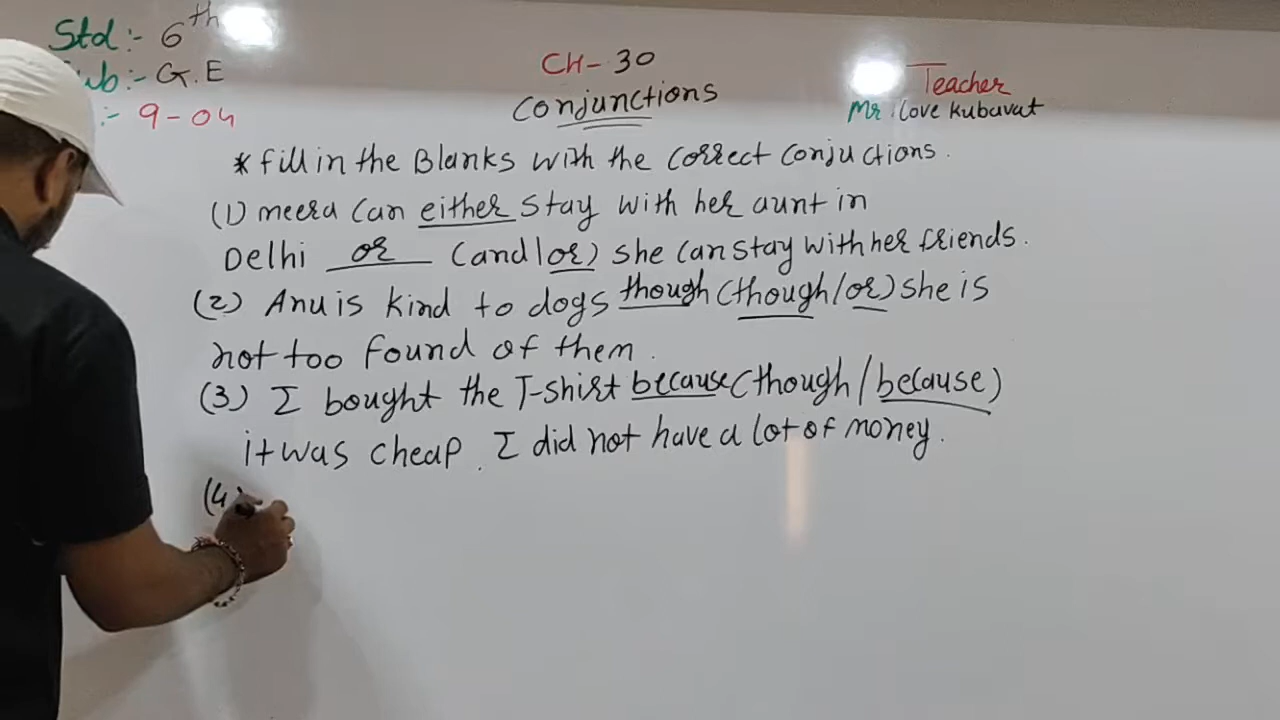 Std:- 6th
ub:- G.E
:- 9-04
CH-30
Conjunctions
Teacher
Mr. Love Kubavat
* Fill in the Blanks with the correct conjuctions.
(1) meera can either stay with her aunt in
Delhi or (and/or) she can stay with her friends.
(2) Anu is kind to dogs though (though/or) she is
not too found of them.
(3) I bought the T-shirt because (though/because)
it was cheap. I did not have a lot of money.
(4)